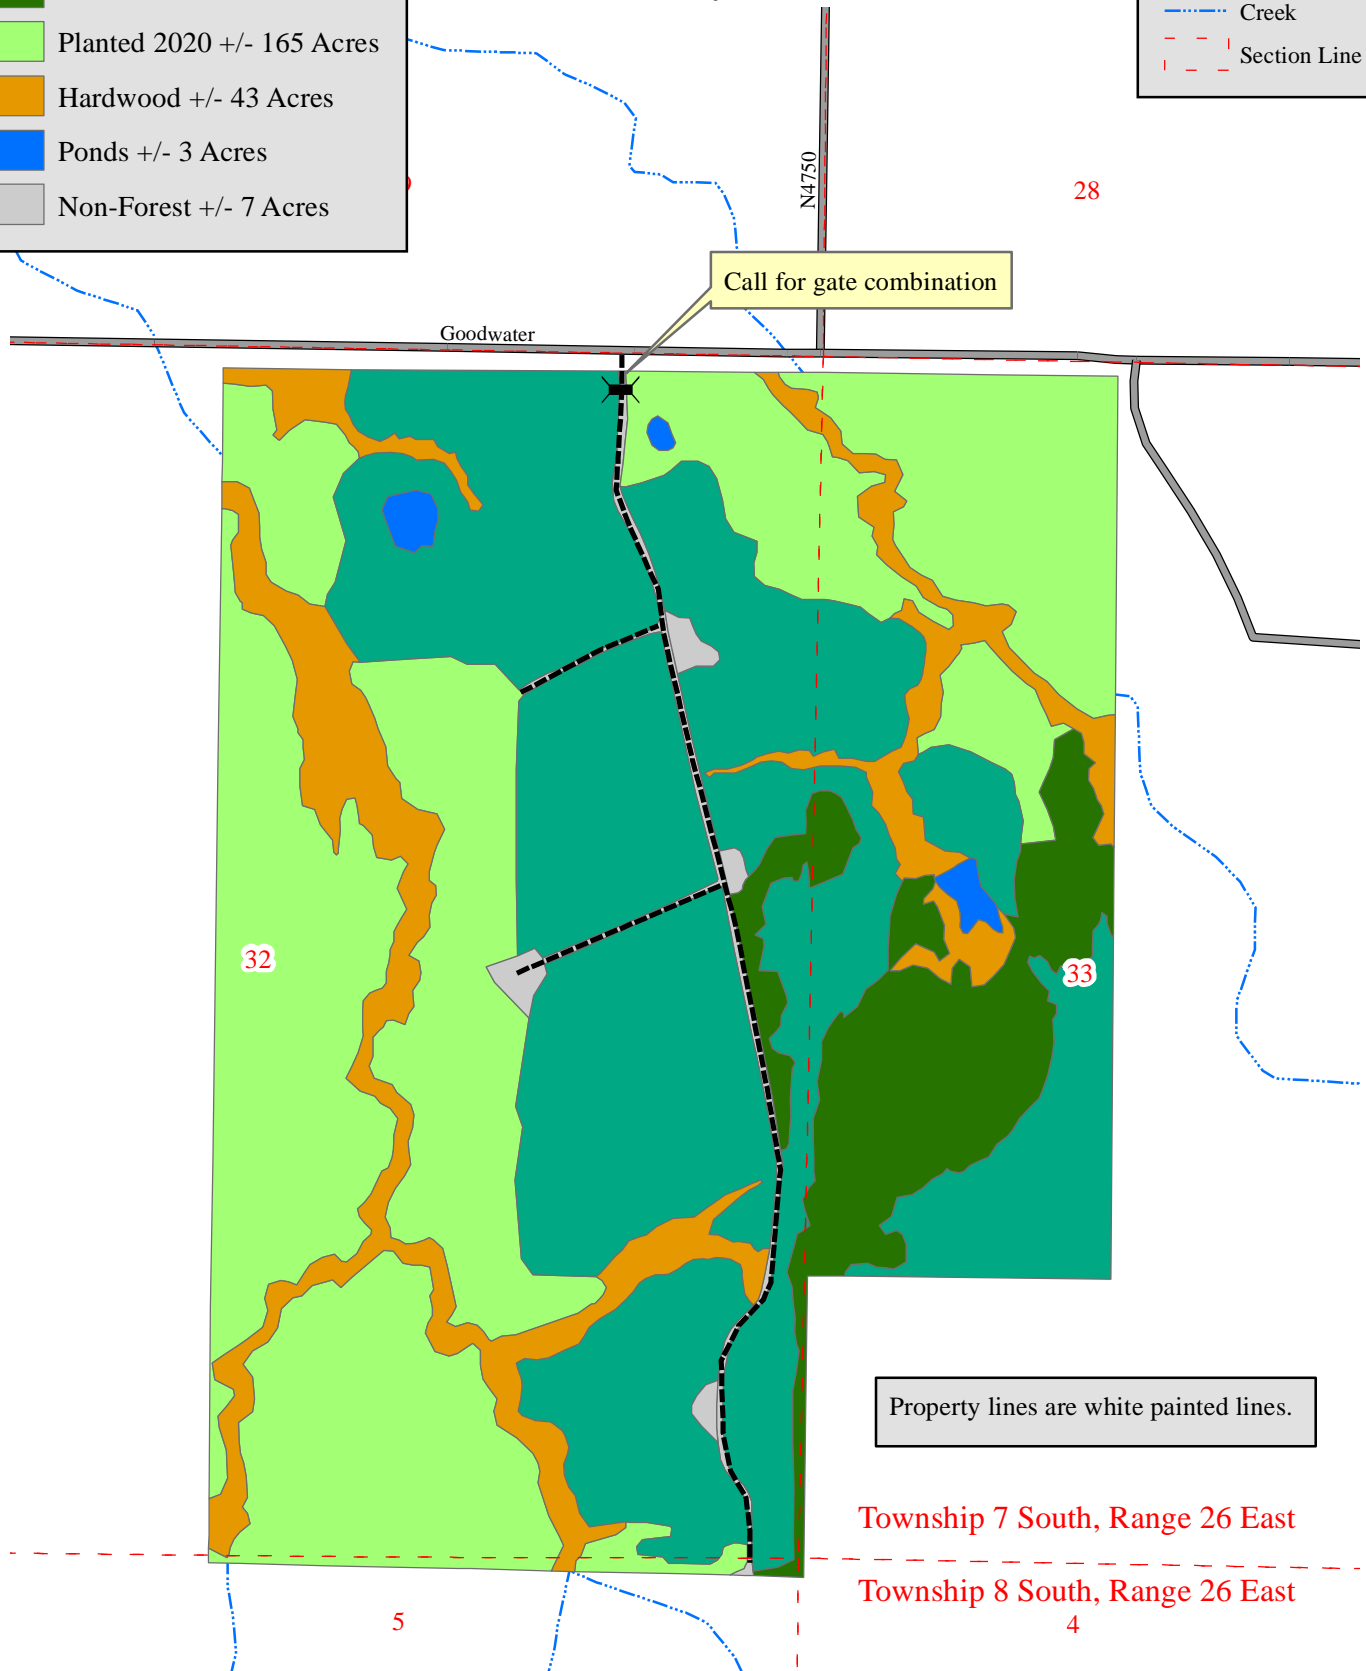 Planted 2020 +/- 165 Acres
Hardwood +/- 43 Acres
Ponds +/- 3 Acres
Non-Forest +/- 7 Acres
Creek
Section Line
N4750
28
Call for gate combination
Goodwater
32
33
Property lines are white painted lines.
Township 7 South, Range 26 East
Township 8 South, Range 26 East
5
4